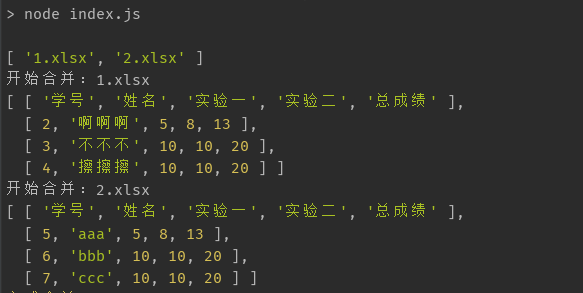 > node index.js
[ '1.xlsx', '2.xlsx' ]
开始合并：1.xlsx
[ [ '学号', '姓名', '实验一', '实验二', '总成绩' ],
[ 2, '啊啊啊', 5, 8, 13 ],
[ 3, '不不不', 10, 10, 20 ],
[ 4, '擦擦擦', 10, 10, 20 ] ]
开始合并：2.xlsx
[ [ '学号', '姓名', '实验一', '实验二', '总成绩' ],
[ 5, 'aaa', 5, 8, 13 ],
[ 6, 'bbb', 10, 10, 20 ],
[ 7, 'ccc', 10, 10, 20 ] ]